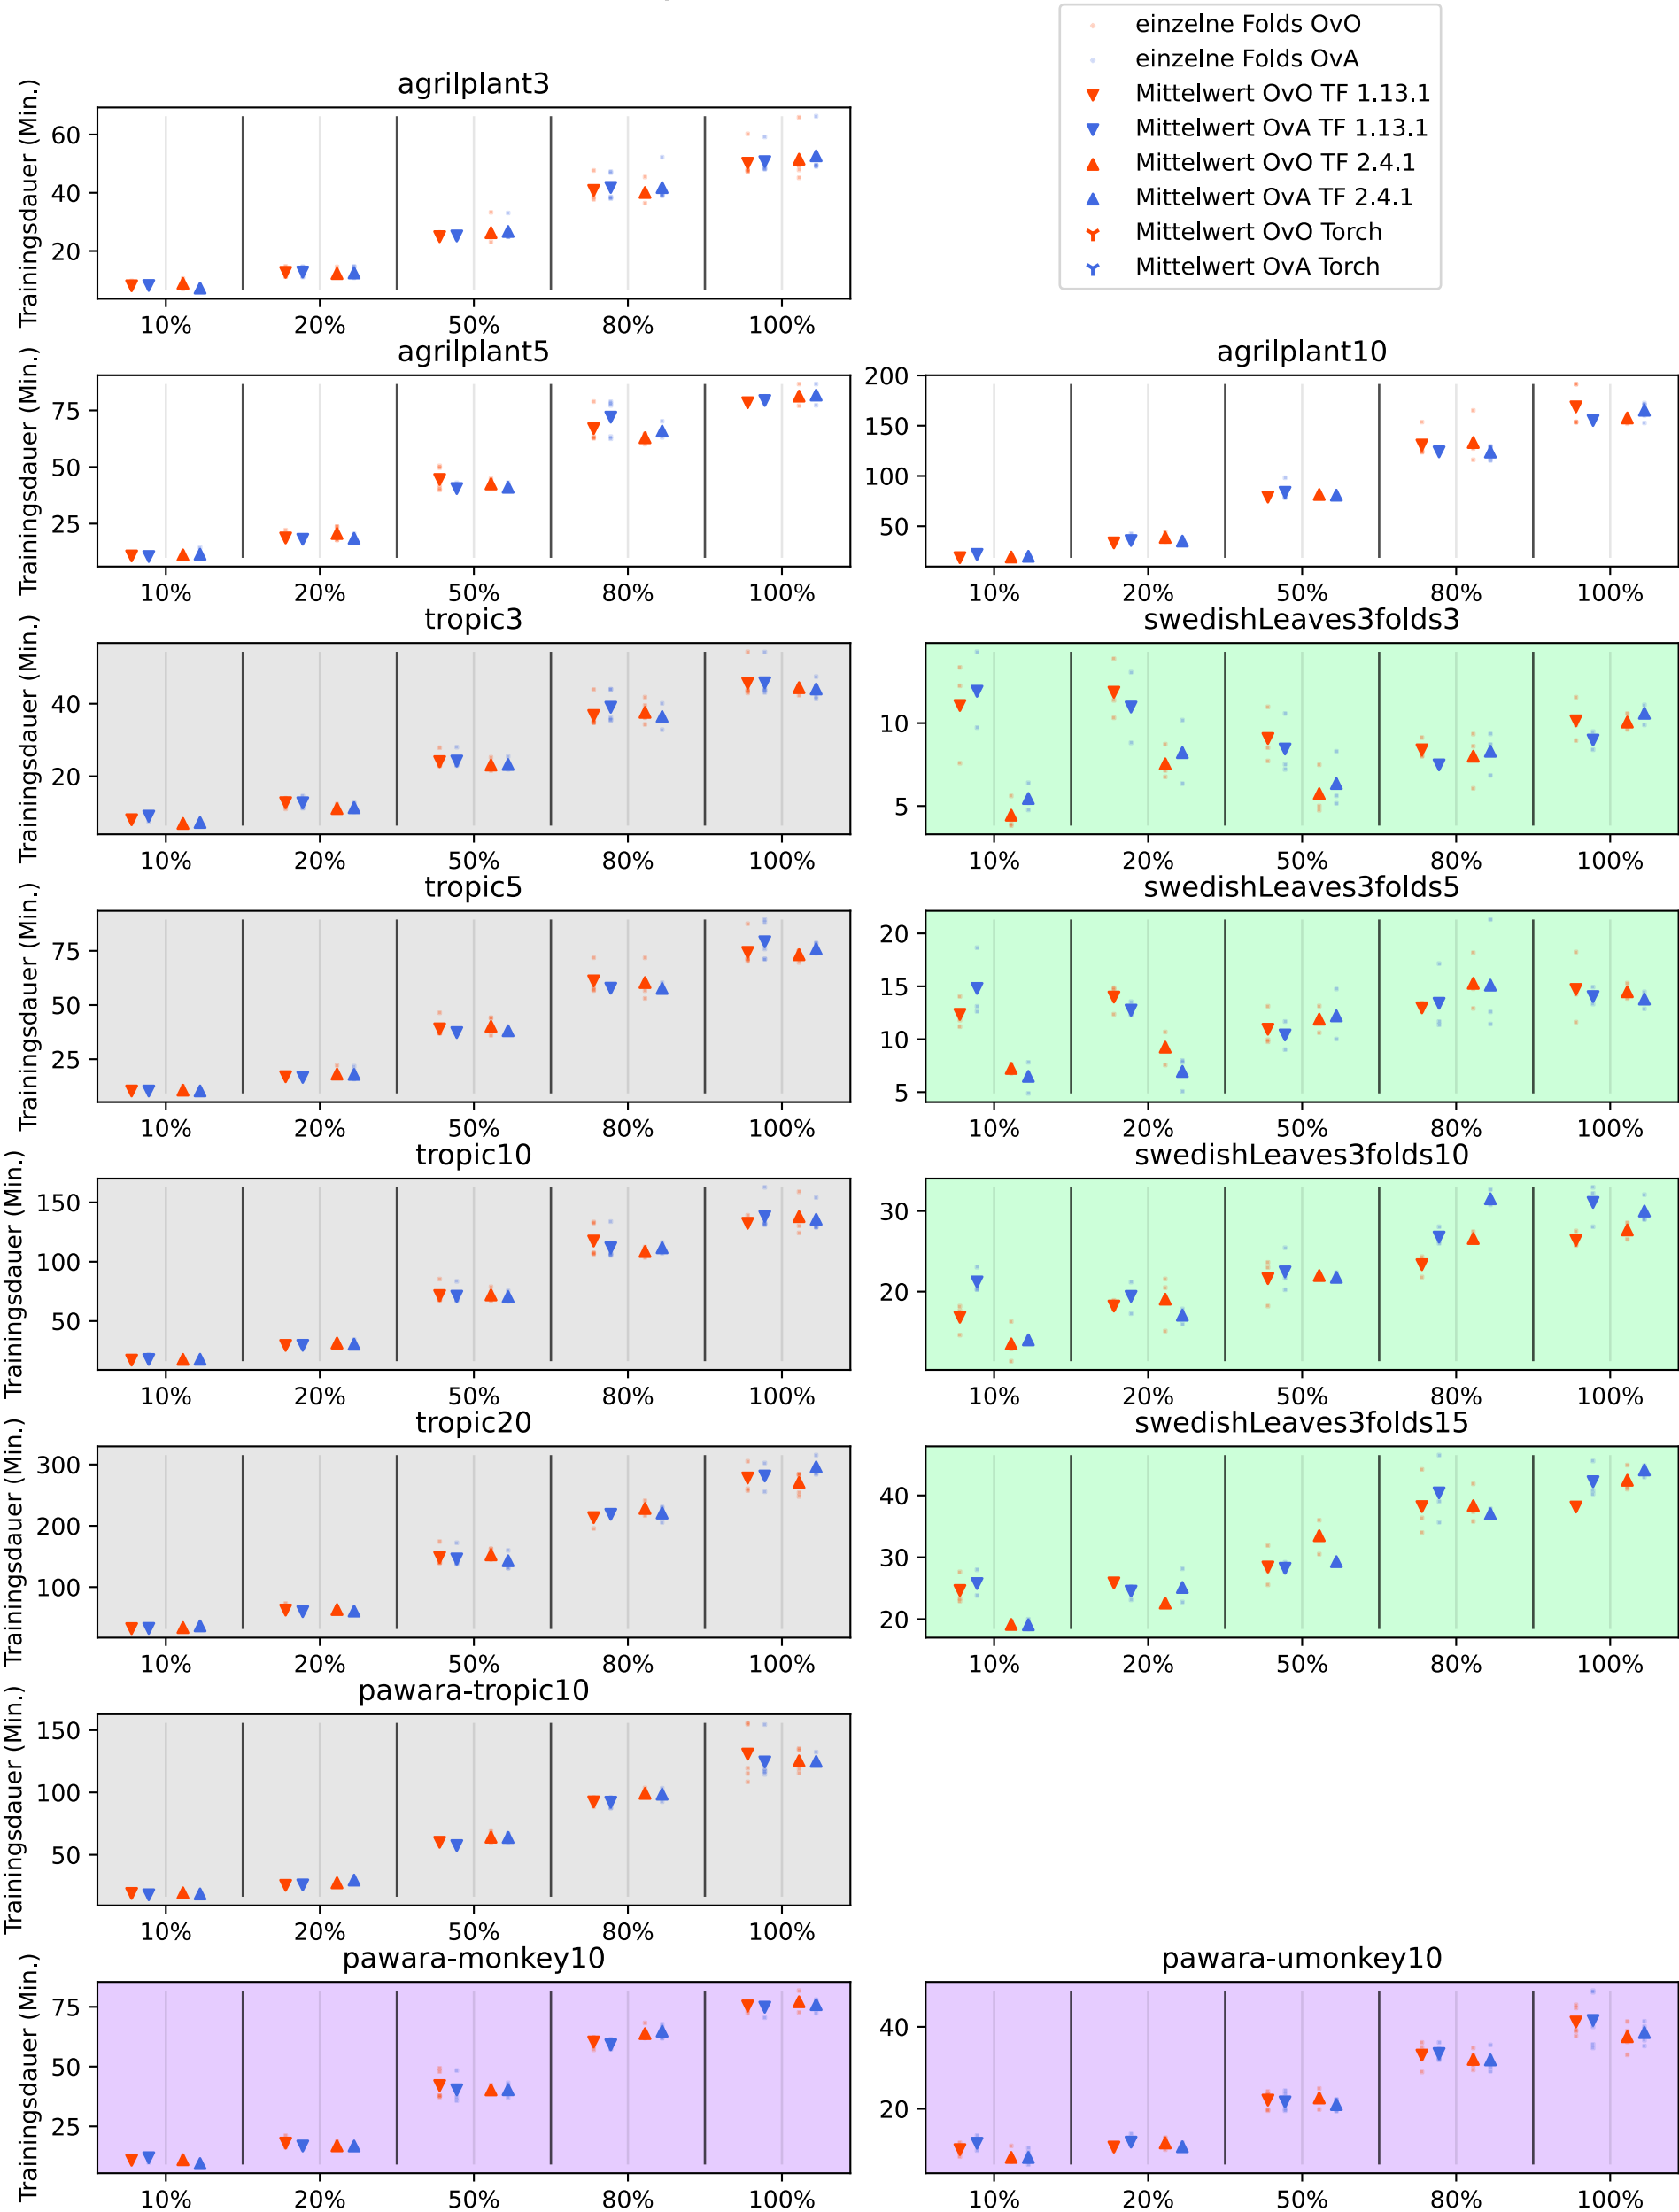 einzelne Folds OvO
einzelne Folds OvA
Mittelwert OvO TF 1.13.1
Mittelwert OvA TF 1.13.1
Mittelwert OvO TF 2.4.1
Mittelwert OvA TF 2.4.1
Mittelwert OvO Torch
Mittelwert OvA Torch
agrilplant3
Trainingsdauer (Min.)
60
40
20
10% 20% 50% 80% 100%
agrilplant5
Trainingsdauer (Min.)
75
50
25
10% 20% 50% 80% 100%
agrilplant10
200
150
100
50
10% 20% 50% 80% 100%
tropic3
Trainingsdauer (Min.)
40
20
10% 20% 50% 80% 100%
swedishLeaves3folds3
10
5
10% 20% 50% 80% 100%
tropic5
Trainingsdauer (Min.)
75
50
25
10% 20% 50% 80% 100%
swedishLeaves3folds5
20
15
10
5
10% 20% 50% 80% 100%
tropic10
Trainingsdauer (Min.)
150
100
50
10% 20% 50% 80% 100%
swedishLeaves3folds10
30
20
10% 20% 50% 80% 100%
tropic20
Trainingsdauer (Min.)
300
200
100
10% 20% 50% 80% 100%
swedishLeaves3folds15
40
30
20
10% 20% 50% 80% 100%
pawara-tropic10
Trainingsdauer (Min.)
150
100
50
10% 20% 50% 80% 100%
pawara-monkey10
Trainingsdauer (Min.)
75
50
25
10% 20% 50% 80% 100%
pawara-umonkey10
40
20
10% 20% 50% 80% 100%